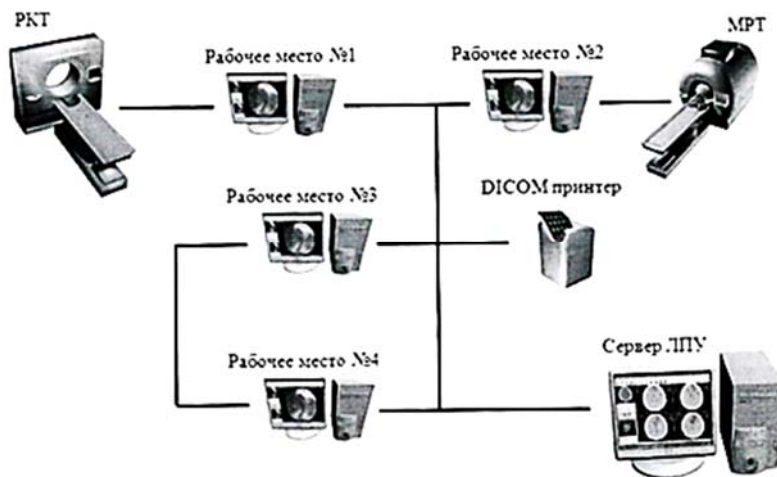 РКТ
МРТ
Рабочее место №1
Рабочее место №2
Рабочее место №3
DICOM принтер
Рабочее место №4
Сервер ЛПУ